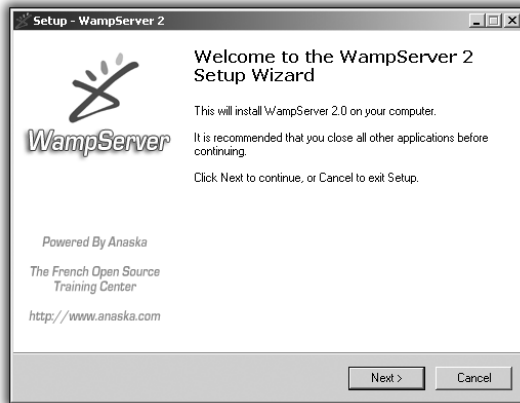 Setup - WampServer 2
Welcome to the WampServer 2
Setup Wizard
This will install WampServer 2.0 on your computer.
It is recommended that you close all other applications before
continuing.
Click Next to continue, or Cancel to exit Setup.
WampServer
Powered By Anaska
The French Open Source
Training Center
http://www.anaska.com
Next >
Cancel